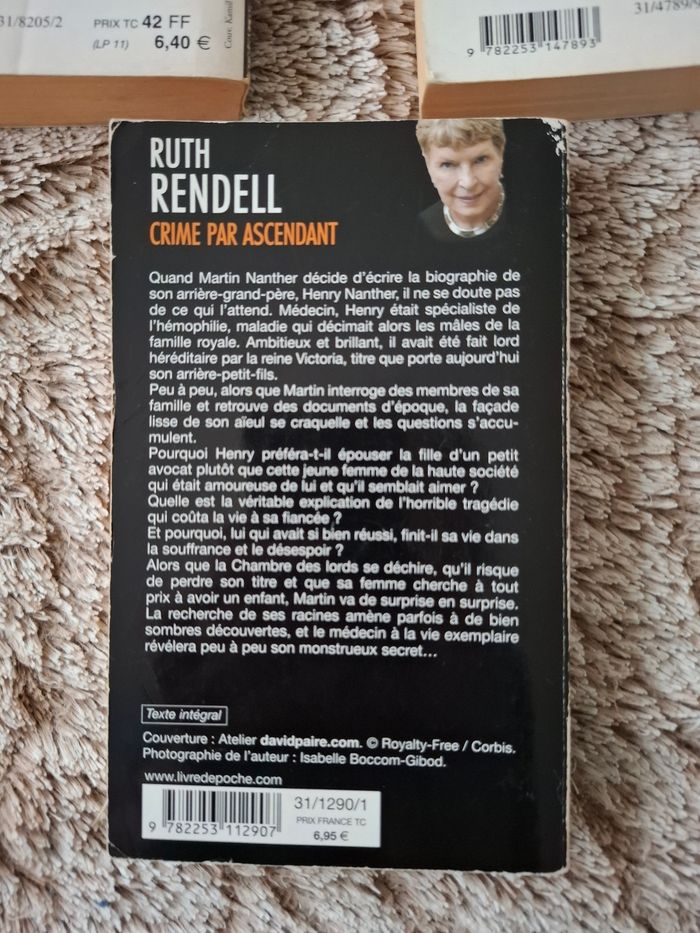 31/8205/2
PRIX TC 42 FF
(LP 11) 6,40 €
31/4789/9
9 782253 147893
RUTH
RENDELL
CRIME PAR ASCENDANT
Quand Martin Nanther décide d'écrire la biographie de
son arrière-grand-père, Henry Nanther, il ne se doute pas
de ce qui l'attend. Médecin, Henry était spécialiste de
l'hémophilie, maladie qui décimait alors les mâles de la
famille royale. Ambitieux et brillant, il avait été fait lord
héréditaire par la reine Victoria, titre que porte aujourd'hui
son arrière-petit-fils.
Peu à peu, alors que Martin interroge des membres de sa
famille et retrouve des documents d'époque, la façade
lisse de son aïeul se craquelle et les questions s'accu-
mulent.
Pourquoi Henry préféra-t-il épouser la fille d'un petit
avocat plutôt que cette jeune femme de la haute société
qui était amoureuse de lui et qu'il semblait aimer ?
Quelle est la véritable explication de l'horrible tragédie
qui coûta la vie à sa fiancée ?
Et pourquoi, lui qui avait si bien réussi, finit-il sa vie dans
la souffrance et le désespoir ?
Alors que la Chambre des lords se déchire, qu'il risque
de perdre son titre et que sa femme cherche à tout
prix à avoir un enfant, Martin va de surprise en surprise.
La recherche de ses racines amène parfois à de bien
sombres découvertes, et le médecin à la vie exemplaire
révélera peu à peu son monstrueux secret...
Texte intégral
Couverture : Atelier davidpaire.com. © Royalty-Free / Corbis.
Photographie de l'auteur : Isabelle Boccom-Gibod.
www.livredepoche.com
31/1290/1
PRIX FRANCE TC
6,95 €
9 782253 112907